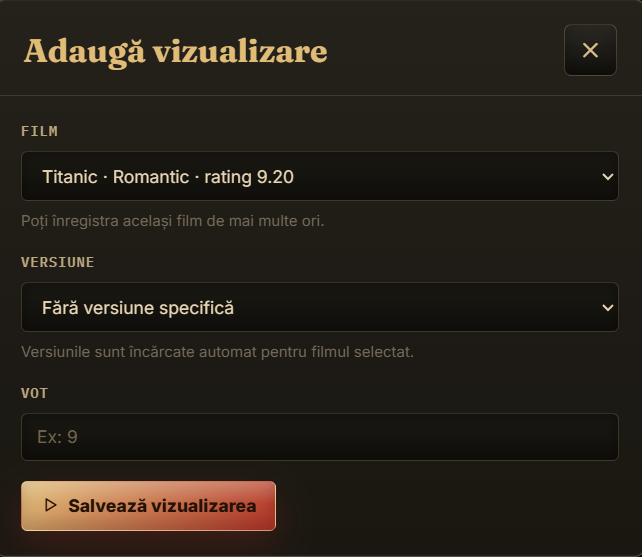 Adaugă vizualizare
FILM
Titanic · Romantic · rating 9.20
Poți înregistra același film de mai multe ori.
VERSIUNE
Fără versiune specifică
Versiunile sunt încărcate automat pentru filmul selectat.
VOT
Ex: 9
Salvează vizualizarea